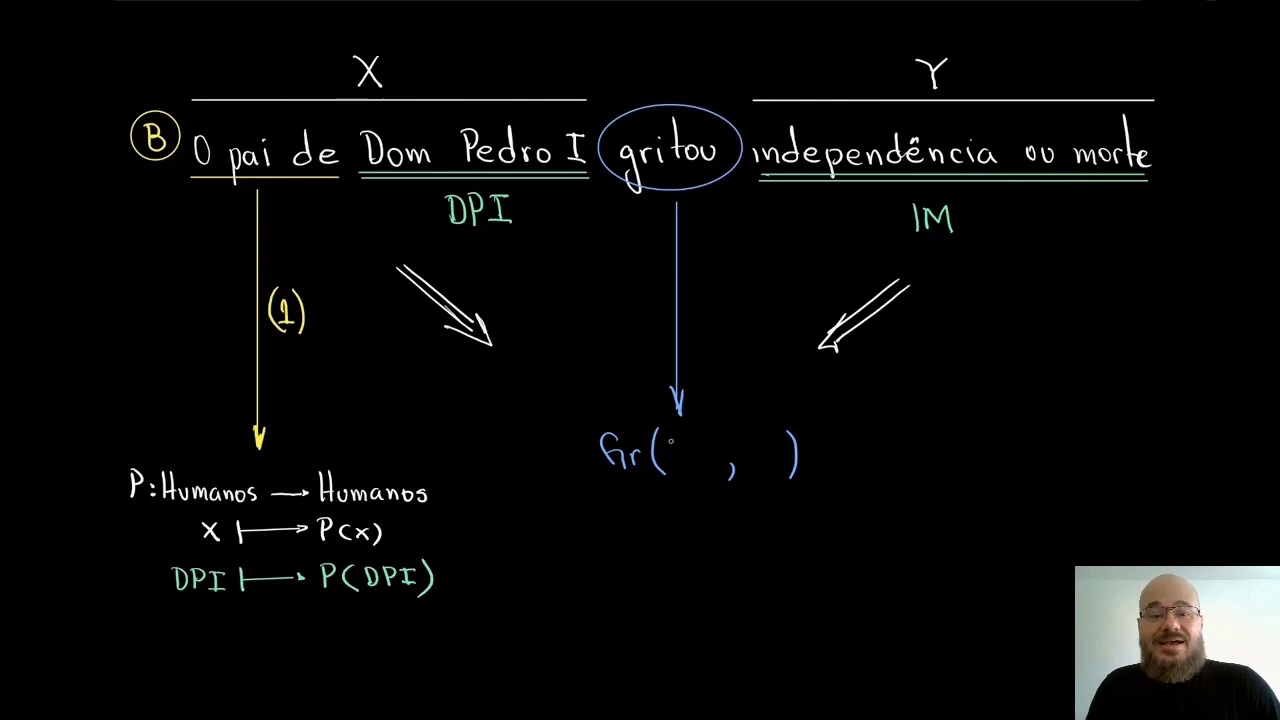 X Y
B O pai de Dom Pedro I gritou independência ou morte
DPI IM
(1)
Gr( , )
P: Humanos → Humanos
X ↦ P(x)
DPI ↦ P(DPI)